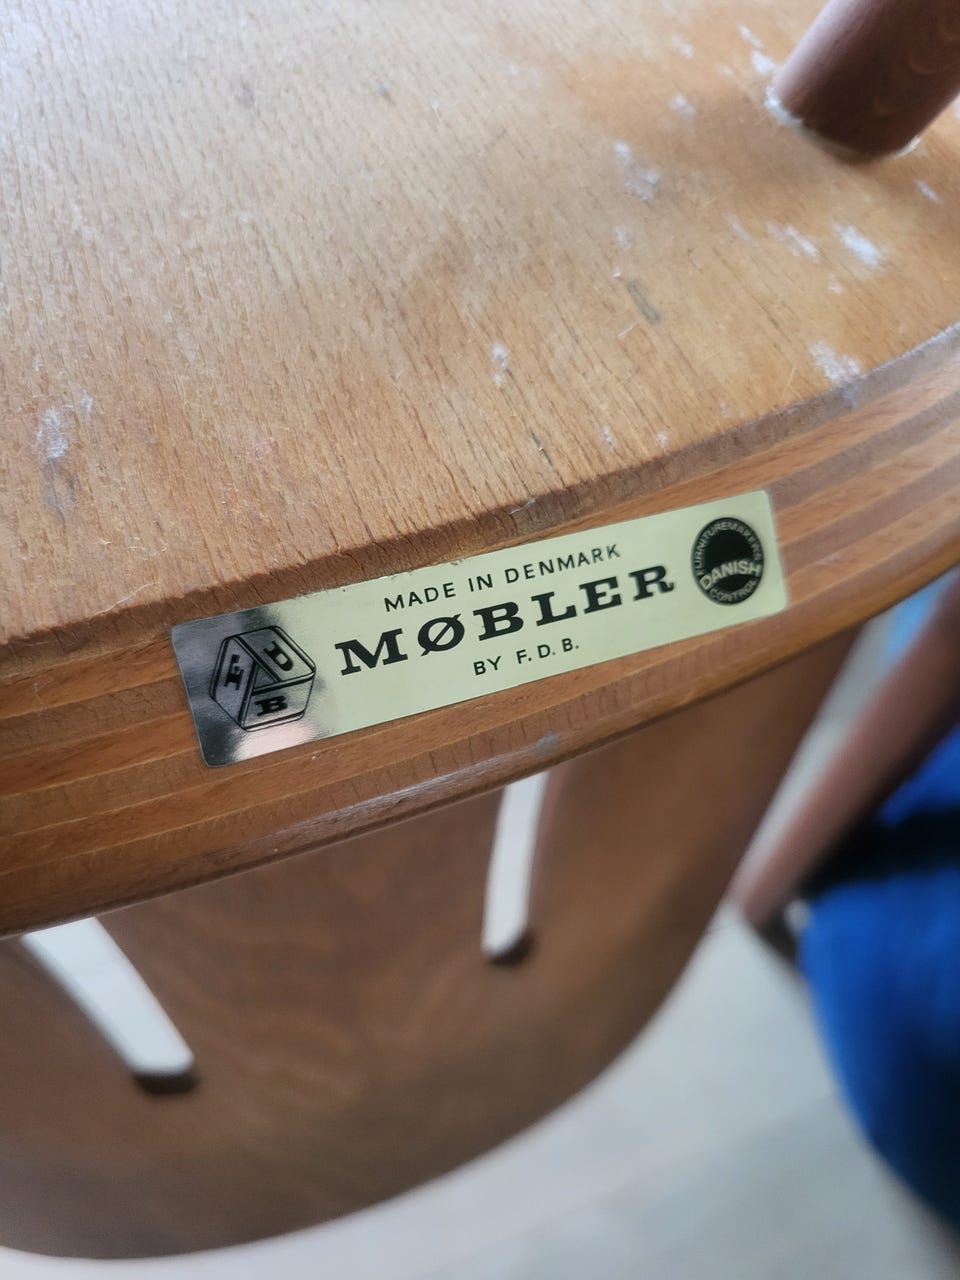 F D B
MADE IN DENMARK
MØBLER
BY F.D.B.
FURNITUREMAKERS
DANISH
CONTROL